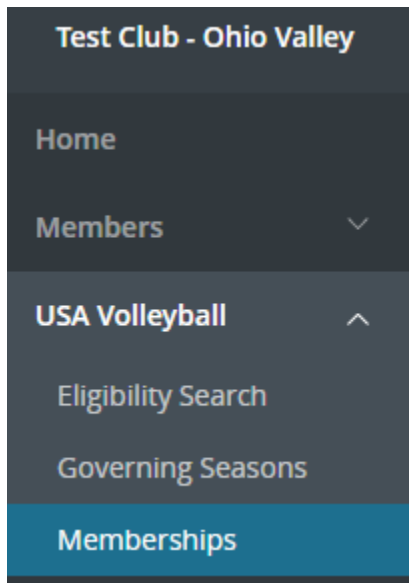 Test Club - Ohio Valley
Home
Members
USA Volleyball
Eligibility Search
Governing Seasons
Memberships